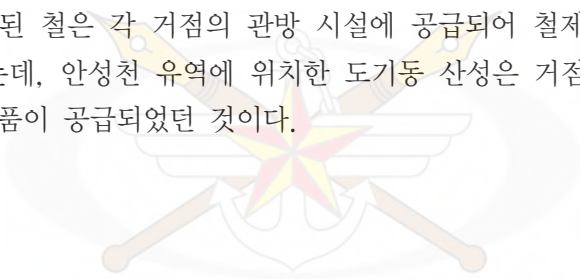 된 철은 각 거점의 관방 시설에 공급되어 철제
는데, 안성천 유역에 위치한 도기동 산성은 거점
품이 공급되었던 것이다.